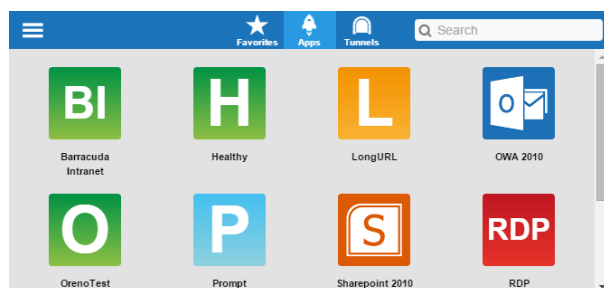 Favorites Apps Tunnels Search
BI H L O
Barracuda Intranet Healthy LongURL OWA 2010
O P S RDP
OrenoTest Prompt Sharepoint 2010 RDP